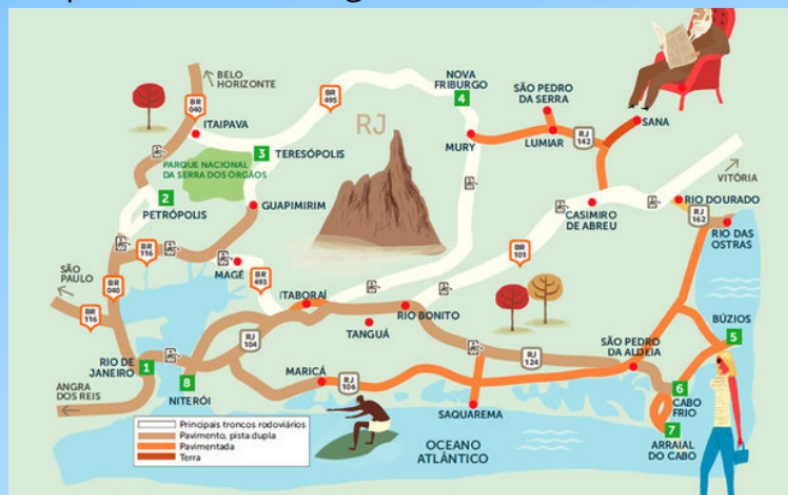 BELO
HORIZONTE
BR
040
ITAIPAVA
BR
495
NOVA
FRIBURGO
4
RJ
SÃO PEDRO
DA SERRA
SANA
RJ
142
MURY
LUMIAR
3
TERESÓPOLIS
PARQUE NACIONAL
DA SERRA DOS ÓRGÃOS
2
PETRÓPOLIS
GUAPIMIRIM
VITÓRIA
RIO DOURADO
CASIMIRO
DE ABREU
RJ
162
RIO DAS
OSTRAS
BR
116
BR
101
MAGÉ
BR
493
SÃO
PAULO
BR
040
BR
116
ITABORAÍ
RIO BONITO
TANGUÁ
BÚZIOS
5
SÃO PEDRO
DA ALDEIA
RJ
104
RJ
124
RIO DE
JANEIRO
1
8
NITERÓI
MARICÁ
RJ
106
ANGRA
DOS REIS
SAQUAREMA
6
CABO
FRIO
7
ARRAIAL
DO CABO
OCEANO
ATLÂNTICO
Principais troncos rodoviários
Pavimento, pista dupla
Pavimentada
Terra